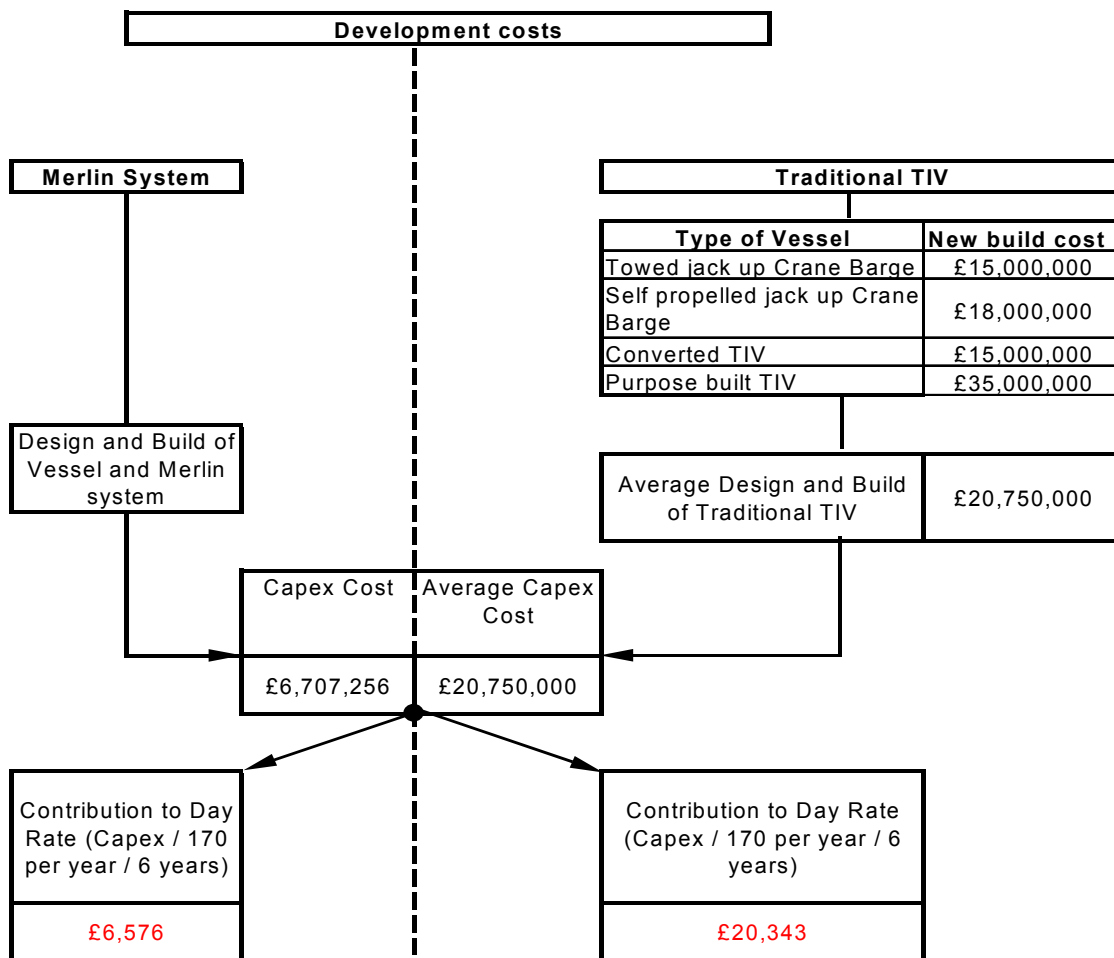 Development costs
Merlin System
Traditional TIV
Type of Vessel
New build cost
Towed jack up Crane Barge
£15,000,000
Self propelled jack up Crane
Barge
£18,000,000
Converted TIV
£15,000,000
Purpose built TIV
£35,000,000
Design and Build of
Vessel and Merlin
system
Average Design and Build
of Traditional TIV
£20,750,000
Capex Cost
Average Capex
Cost
£6,707,256
£20,750,000
Contribution to Day
Rate (Capex / 170
per year / 6 years)
£6,576
Contribution to Day Rate
(Capex / 170 per year / 6
years)
£20,343